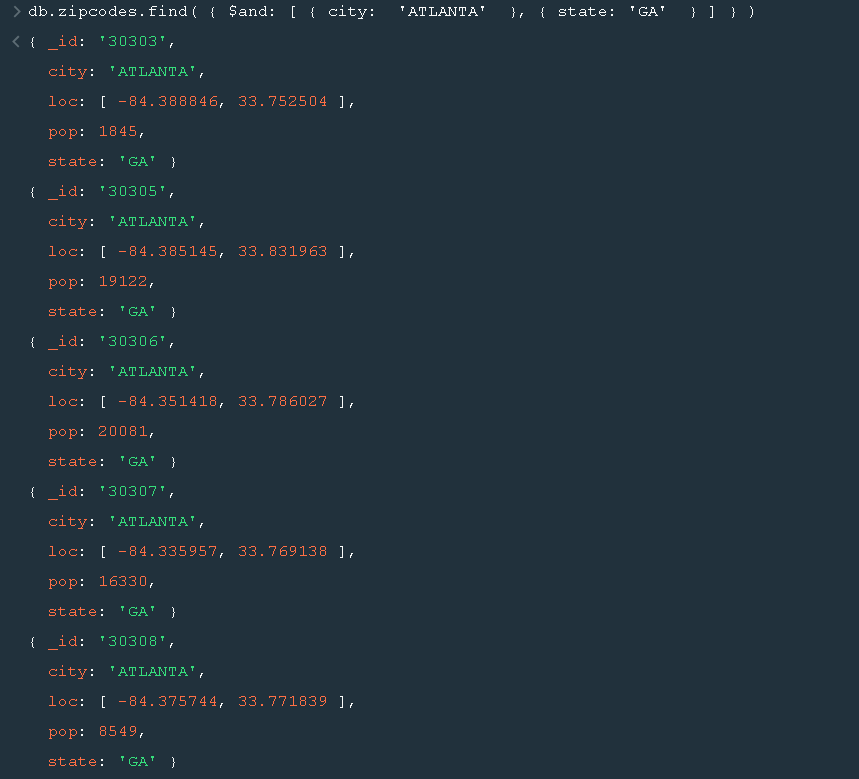 > db.zipcodes.find( { $and: [ { city:  'ATLANTA'  }, { state: 'GA'  } ] } )
< { _id: '30303',
city: 'ATLANTA',
loc: [ -84.388846, 33.752504 ],
pop: 1845,
state: 'GA' }
{ _id: '30305',
city: 'ATLANTA',
loc: [ -84.385145, 33.831963 ],
pop: 19122,
state: 'GA' }
{ _id: '30306',
city: 'ATLANTA',
loc: [ -84.351418, 33.786027 ],
pop: 20081,
state: 'GA' }
{ _id: '30307',
city: 'ATLANTA',
loc: [ -84.335957, 33.769138 ],
pop: 16330,
state: 'GA' }
{ _id: '30308',
city: 'ATLANTA',
loc: [ -84.375744, 33.771839 ],
pop: 8549,
state: 'GA' }